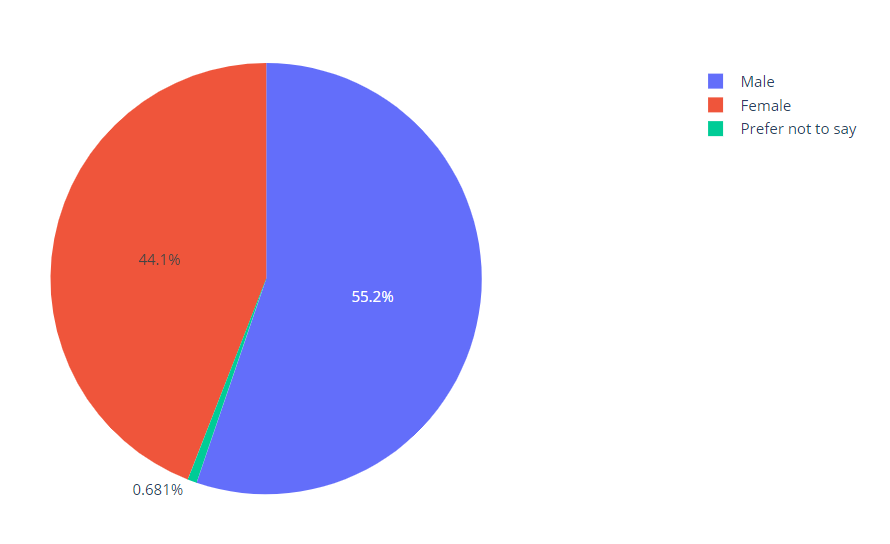 Male
Female
Prefer not to say
44.1%
55.2%
0.681%